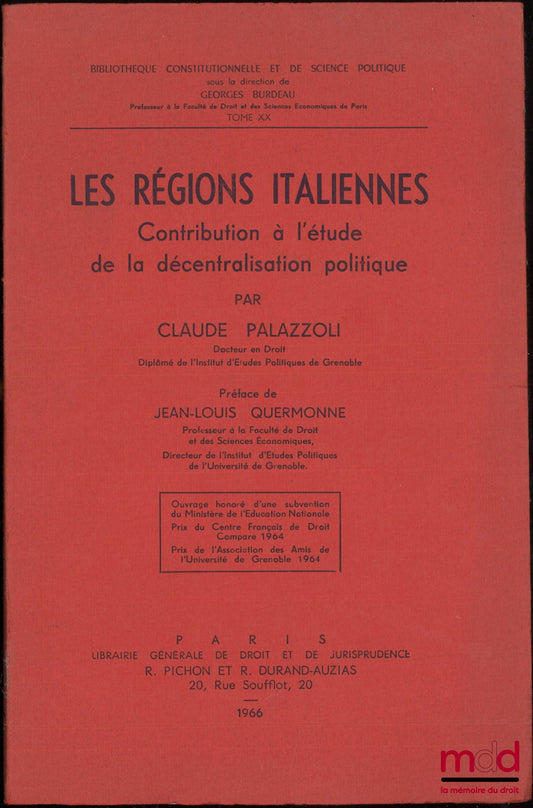 BIBLIOTHEQUE CONSTITUTIONNELLE ET DE SCIENCE POLITIQUE
sous la direction de
GEORGES BURDEAU
Professeur à la Faculté de Droit et des Sciences Economiques de Paris
TOME XX
LES RÉGIONS ITALIENNES
Contribution à l'étude
de la décentralisation politique
PAR
CLAUDE PALAZZOLI
Docteur en Droit
Diplômé de l'Institut d'Etudes Politiques de Grenoble
Préface de
JEAN-LOUIS QUERMONNE
Professeur à la Faculté de Droit
et des Sciences Economiques,
Directeur de l'Institut d'Etudes Politiques
de l'Université de Grenoble.
Ouvrage honoré d'une subvention
du Ministère de l'Education Nationale
Prix du Centre Français de Droit
Compare 1964
Prix de l'Association des Amis de
l'Université de Grenoble 1964
PARIS
LIBRAIRIE GÉNÉRALE DE DROIT ET DE JURISPRUDENCE
R. PICHON ET R. DURAND-AUZIAS
20, Rue Soufflot, 20
1966
mdd
la mémoire du droit